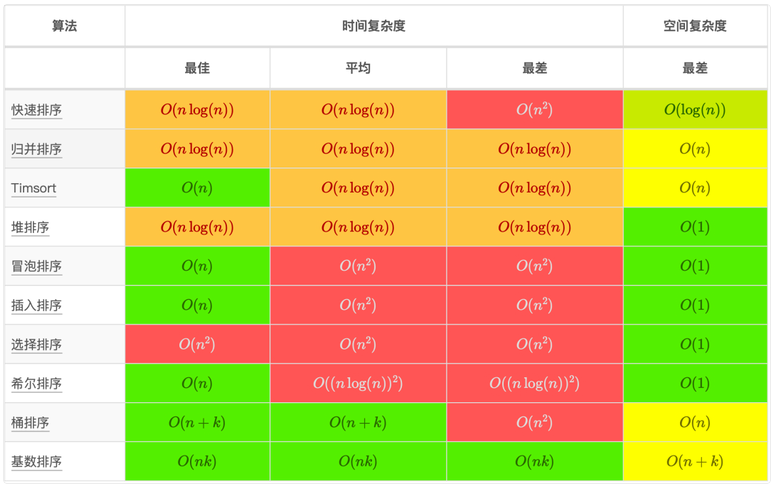 算法 时间复杂度 空间复杂度
最佳 平均 最差 最差
快速排序 O(n log(n)) O(n log(n)) O(n²) O(log(n))
归并排序 O(n log(n)) O(n log(n)) O(n log(n)) O(n)
Timsort O(n) O(n log(n)) O(n log(n)) O(n)
堆排序 O(n log(n)) O(n log(n)) O(n log(n)) O(1)
冒泡排序 O(n) O(n²) O(n²) O(1)
插入排序 O(n) O(n²) O(n²) O(1)
选择排序 O(n²) O(n²) O(n²) O(1)
希尔排序 O(n) O((n log(n))²) O((n log(n))²) O(1)
桶排序 O(n + k) O(n + k) O(n²) O(n)
基数排序 O(nk) O(nk) O(nk) O(n + k)